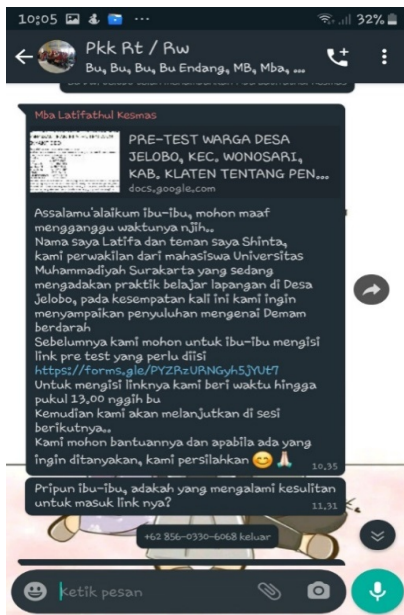 10:05
32%
Pkk Rt / Rw
Bu, Bu, Bu, Bu Endang, MB, Mba, ...
Mba Latifathul Kesmas
PRE-TEST WARGA DESA
JELOBO, KEC. WONOSARI,
KAB. KLATEN TENTANG PEN...
docs.google.com
Assalamu'alaikum ibu-ibu, mohon maaf
mengganggu waktunya njih..
Nama saya Latifa dan teman saya Shinta,
kami perwakilan dari mahasiswa Universitas
Muhammadiyah Surakarta yang sedang
mengadakan praktik belajar lapangan di Desa
jelobo, pada kesempatan kali ini kami ingin
menyampaikan penyuluhan mengenai Demam
berdarah
Sebelumnya kami mohon untuk ibu-ibu mengisi
link pre test yang perlu diisi
https://forms.gle/PYZRzURNGyh5JYUt7
Untuk mengisi linknya kami beri waktu hingga
pukul 13.00 nggih bu
Kemudian kami akan melanjutkan di sesi
berikutnya..
Kami mohon bantuannya dan apabila ada yang
ingin ditanyakan, kami persilahkan 😊🙏🏻
10.35
Pripun ibu-ibu, adakah yang mengalami kesulitan
untuk masuk link nya?
11.31
+62 856-0330-6068 keluar
Ketik pesan